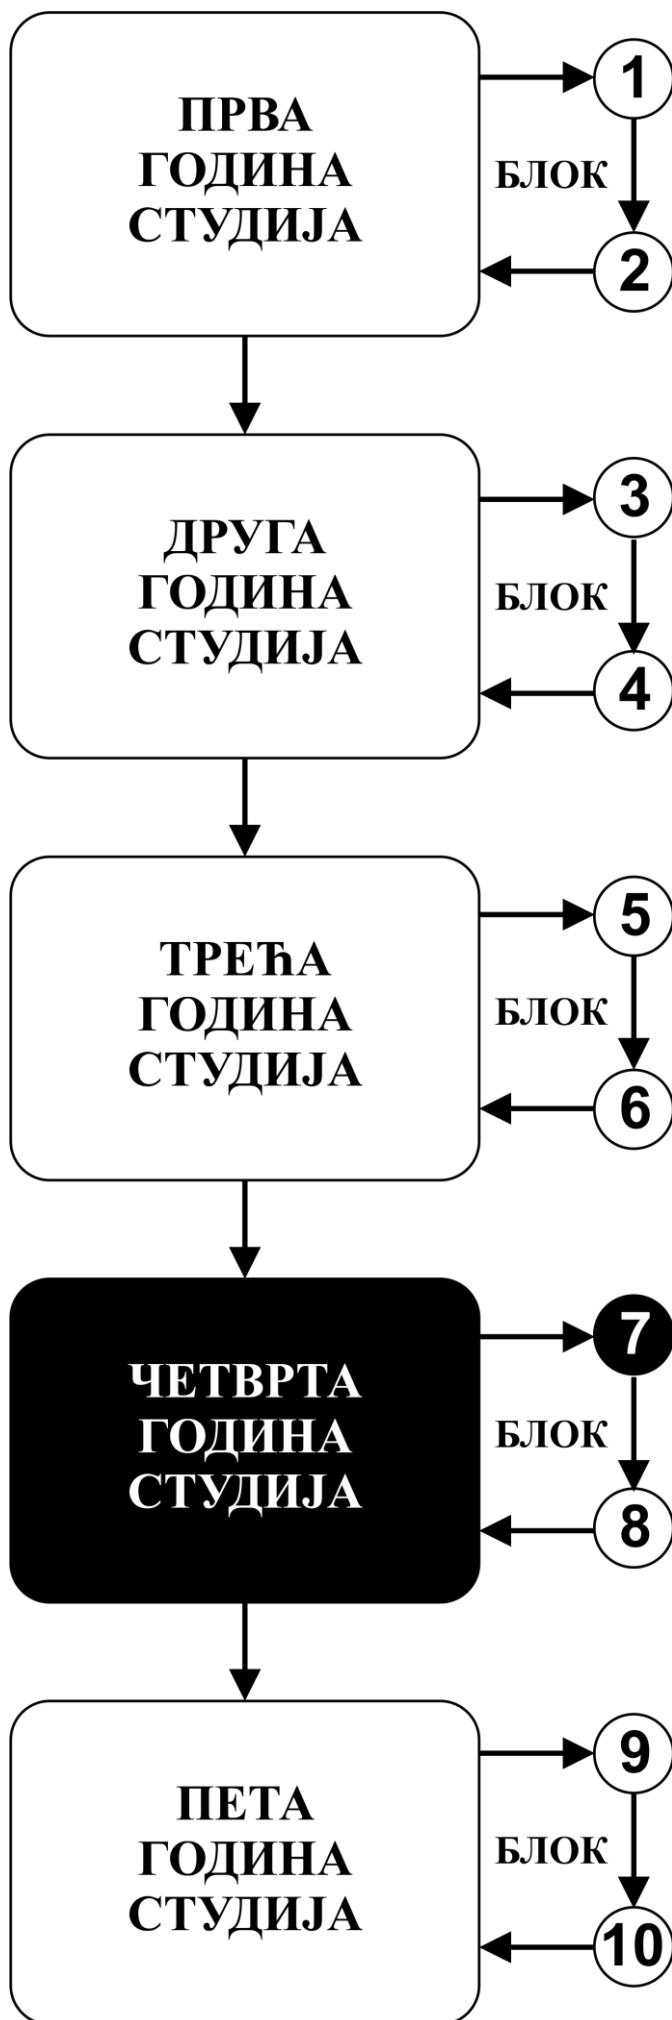 ПРВА
ГОДИНА
СТУДИЈА
1
БЛОК
2
ДРУГА
ГОДИНА
СТУДИЈА
3
БЛОК
4
ТРЕЋА
ГОДИНА
СТУДИЈА
5
БЛОК
6
ЧЕТВРТА
ГОДИНА
СТУДИЈА
7
БЛОК
8
ПЕТА
ГОДИНА
СТУДИЈА
9
БЛОК
10